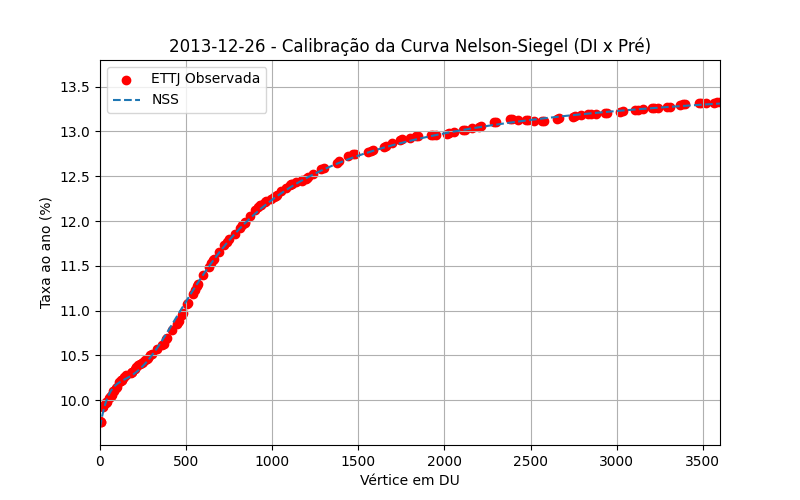 2013-12-26 - Calibração da Curva Nelson-Siegel (DI x Pré)
ETTJ Observada
NSS
Taxa ao ano (%)
13.5
13.0
12.5
12.0
11.5
11.0
10.5
10.0
0 500 1000 1500 2000 2500 3000 3500
Vértice em DU